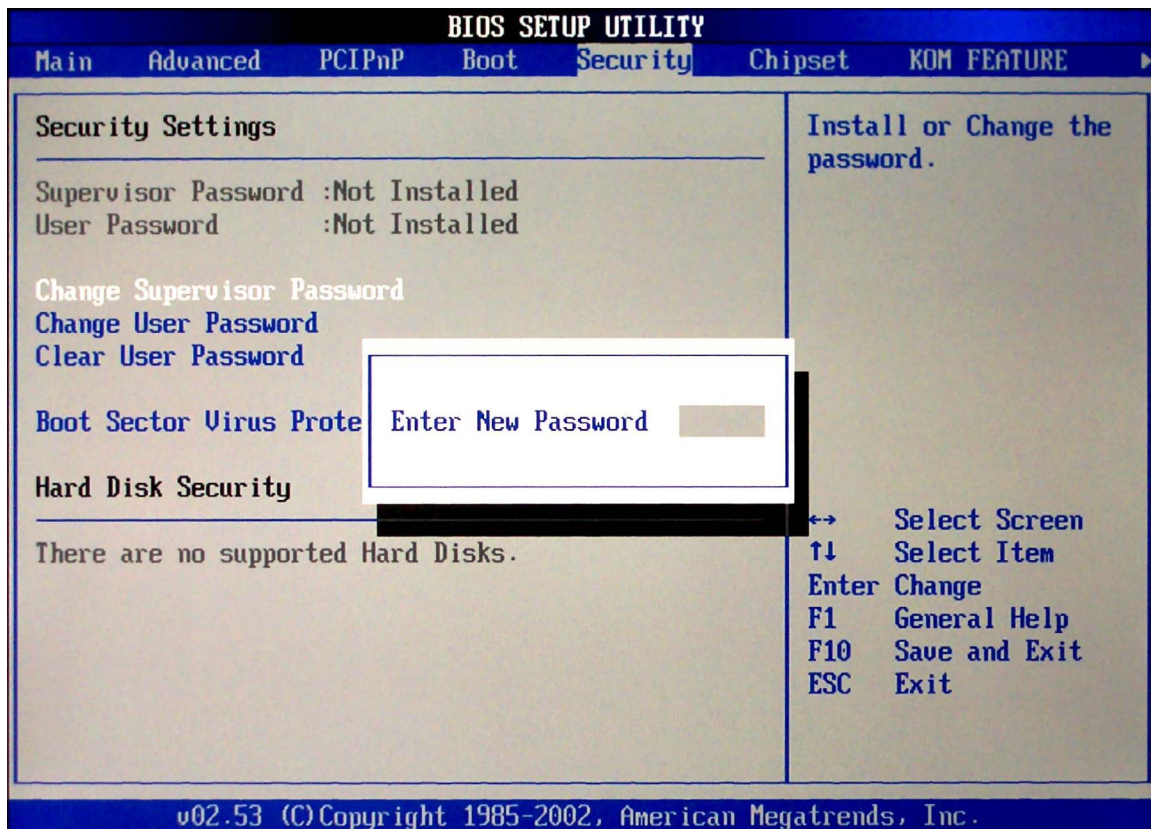 BIOS SETUP UTILITY
Main Advanced PCIPnP Boot Security Chipset KOM FEATURE
Security Settings
Supervisor Password :Not Installed
User Password :Not Installed
Change Supervisor Password
Change User Password
Clear User Password
Boot Sector Virus Prote
Enter New Password
Hard Disk Security
There are no supported Hard Disks.
Install or Change the
password.
←→ Select Screen
↑↓ Select Item
Enter Change
F1 General Help
F10 Save and Exit
ESC Exit
v02.53 (C)Copyright 1985-2002, American Megatrends, Inc.